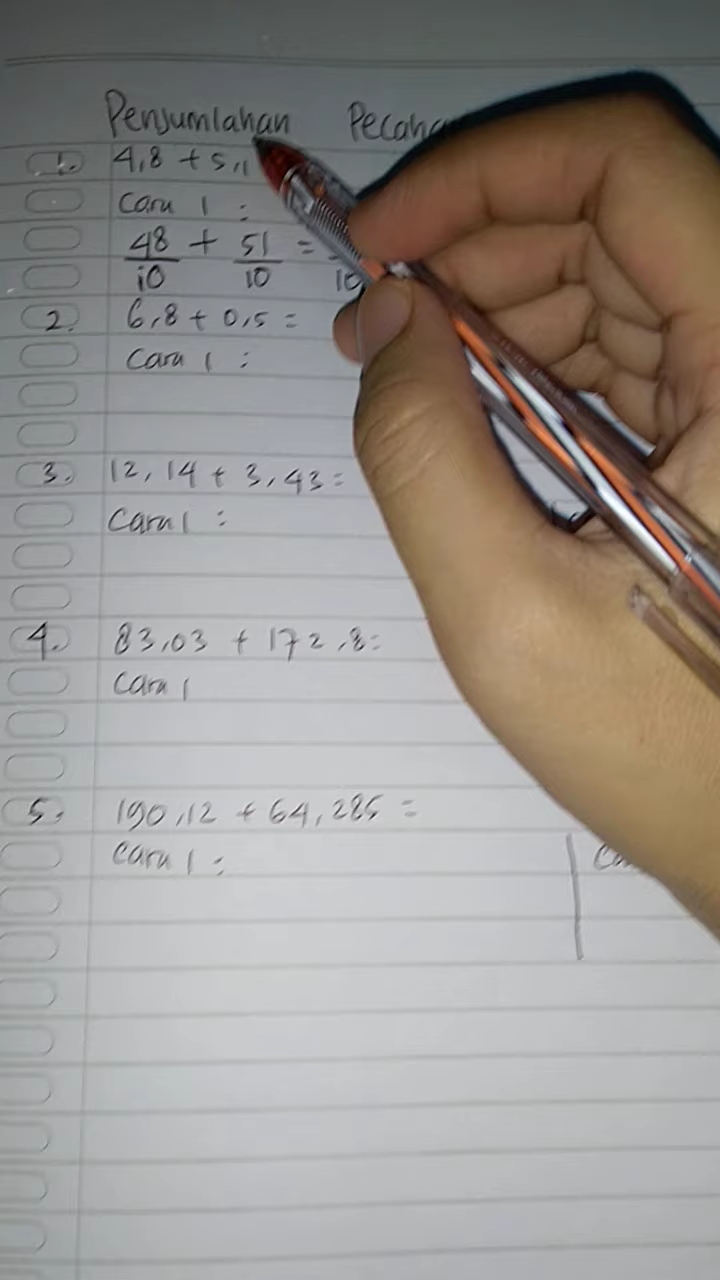 Penjumlahan
1. 4,8 + 5,1
Cara 1 :
48/10 + 51/10 = 10
2. 6,8 + 0,5 =
Cara 1 :
3. 12,14 + 3,43 =
Cara 1 :
4. 83,03 + 172,8 =
Cara 1
5. 190,12 + 64,285 =
Cara 1 :